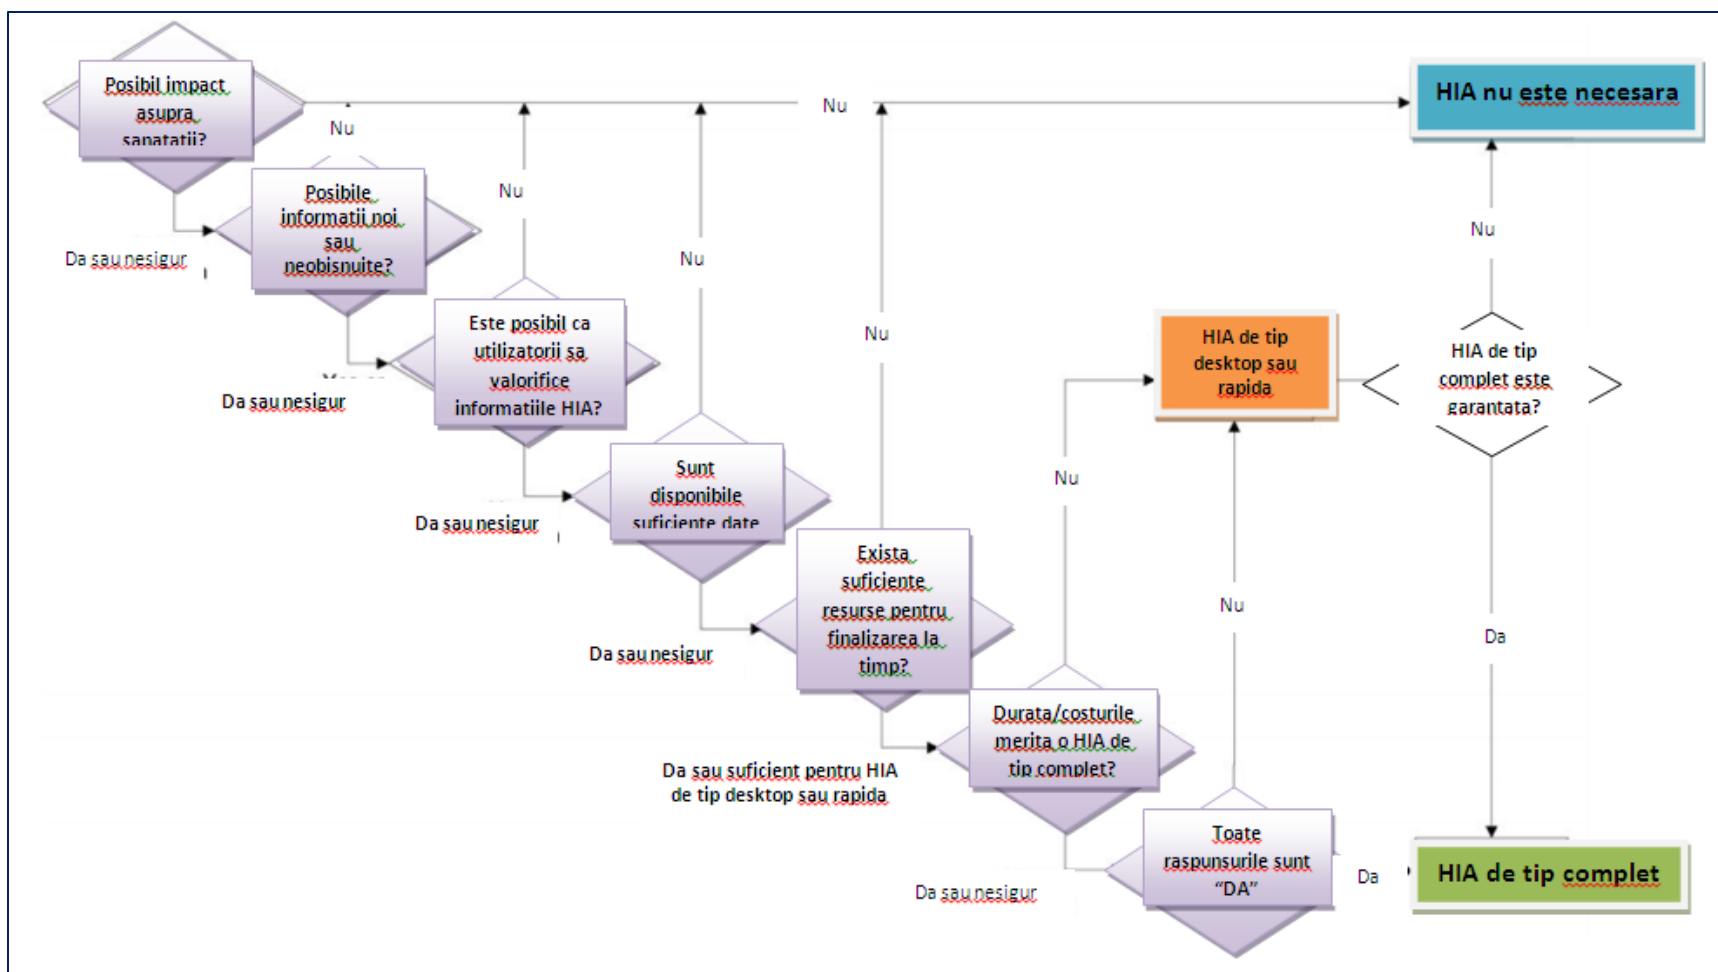 Posibil impact
asupra
sanatatii?
Nu
Nu
HIA nu este necesara
Da sau nesigur
Posibile
informatii noi
sau
neobisnuite?
Nu
Nu
Nu
Nu
Da sau nesigur
Este posibil ca
utilizatorii sa
valorifice
informatiile HIA?
HIA de tip
desktop sau
rapida
HIA de tip
complet este
garantata?
Da sau nesigur
Sunt
disponibile
suficiente date
Nu
Da sau nesigur
Exista
suficiente
resurse pentru
finalizarea la
timp?
Nu
Da
Da sau suficient pentru HIA
de tip desktop sau rapida
Durata/costurile
merita o HIA de
tip complet?
Da sau nesigur
Toate
raspunsurile sunt
“DA”
Da
HIA de tip complet